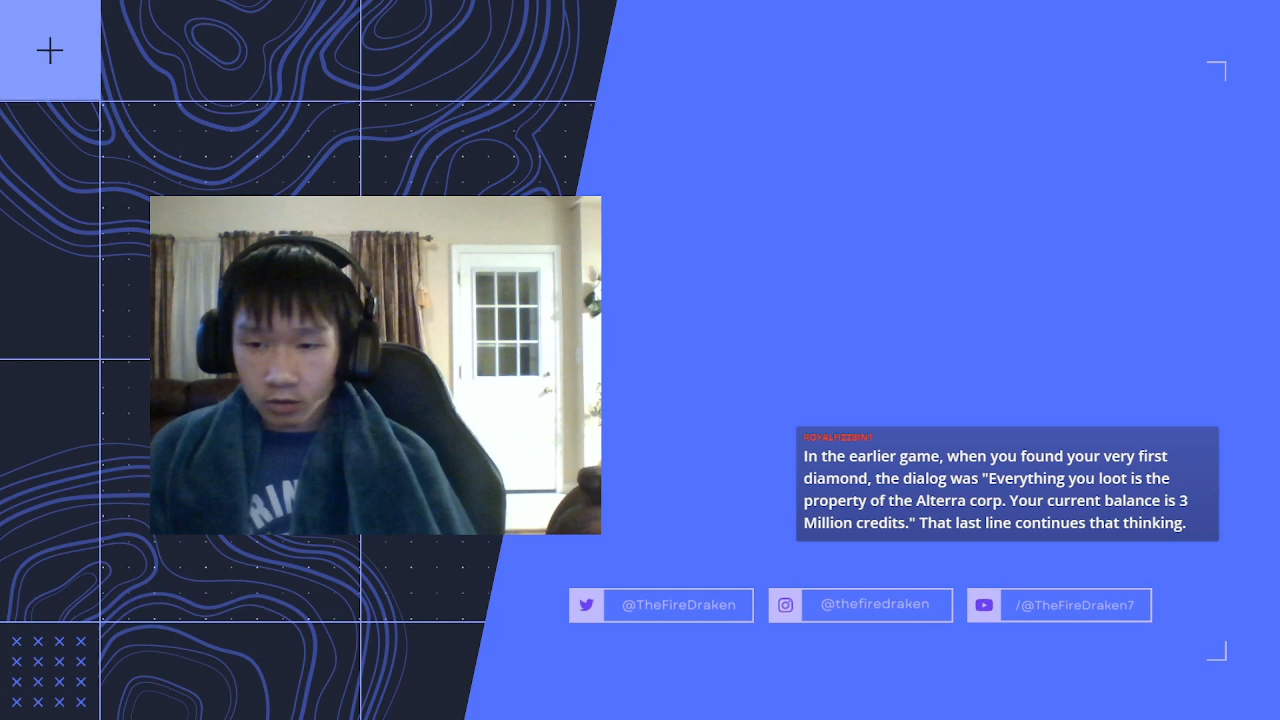 ROYALFIZZBIN1
In the earlier game, when you found your very first
diamond, the dialog was "Everything you loot is the
property of the Alterra corp. Your current balance is 3
Million credits." That last line continues that thinking.
RIN
@TheFireDraken
@thefiredraken
/@TheFireDraken7